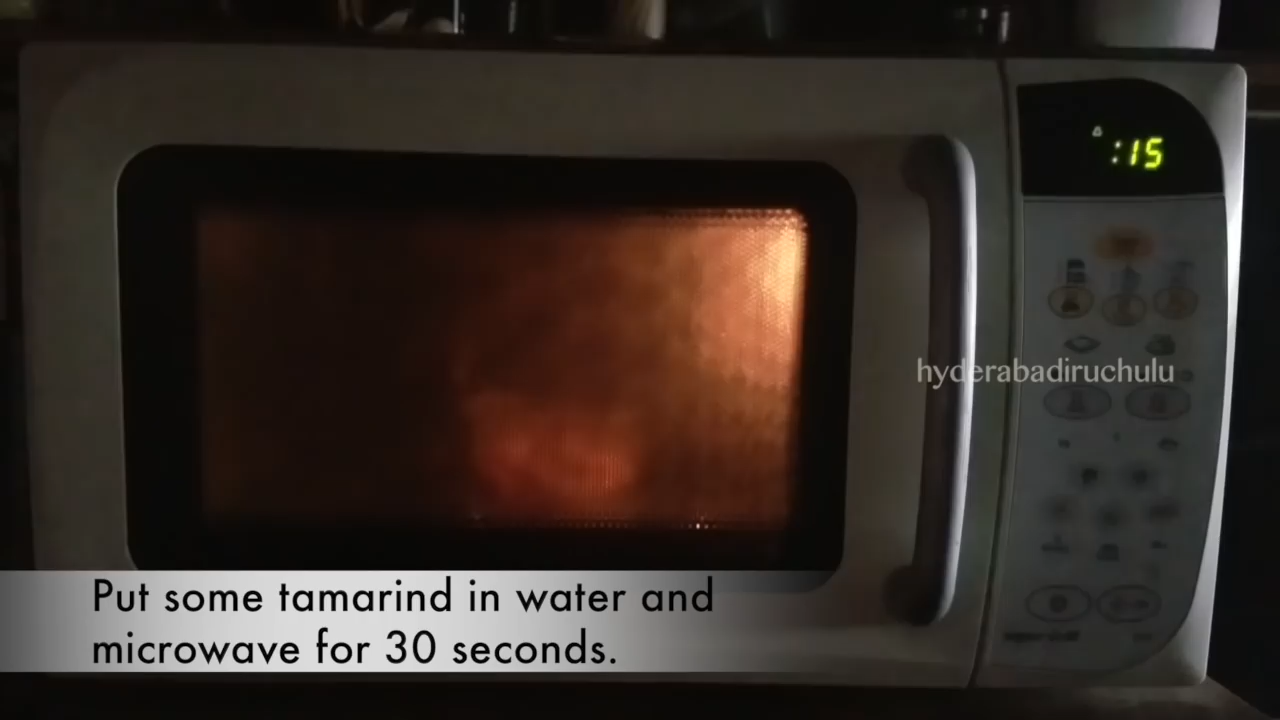 :15
hyderabadiruchulu
Put some tamarind in water and
microwave for 30 seconds.